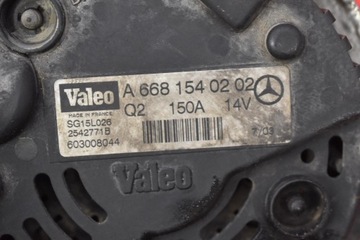 Valeo
MADE IN FRANCE
A 668 154 02 02
Q2 150A 14V
SG15L026
2542771B
603008044
7/03
Valeo